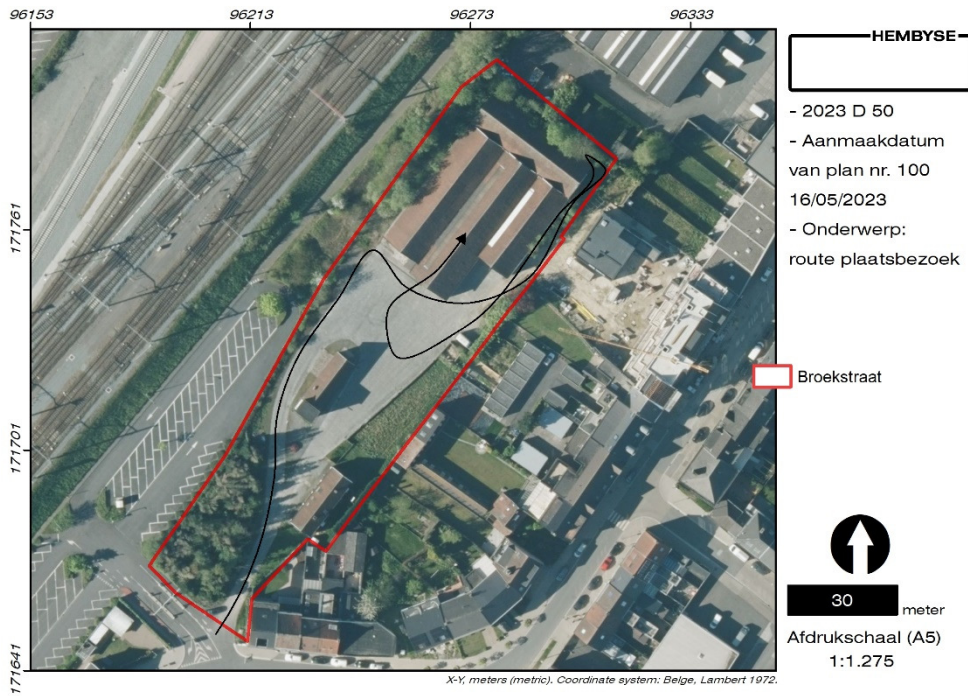 96153
96213
96273
96333
171761
171701
171641
HEMBYSE
- 2023 D 50
- Aanmaakdatum
van plan nr. 100
16/05/2023
- Onderwerp:
route plaatsbezoek
Broekstraat
30 meter
Afdrukschaal (A5)
1:1.275
X-Y, meters (metric). Coordinate system: Belge, Lambert 1972.